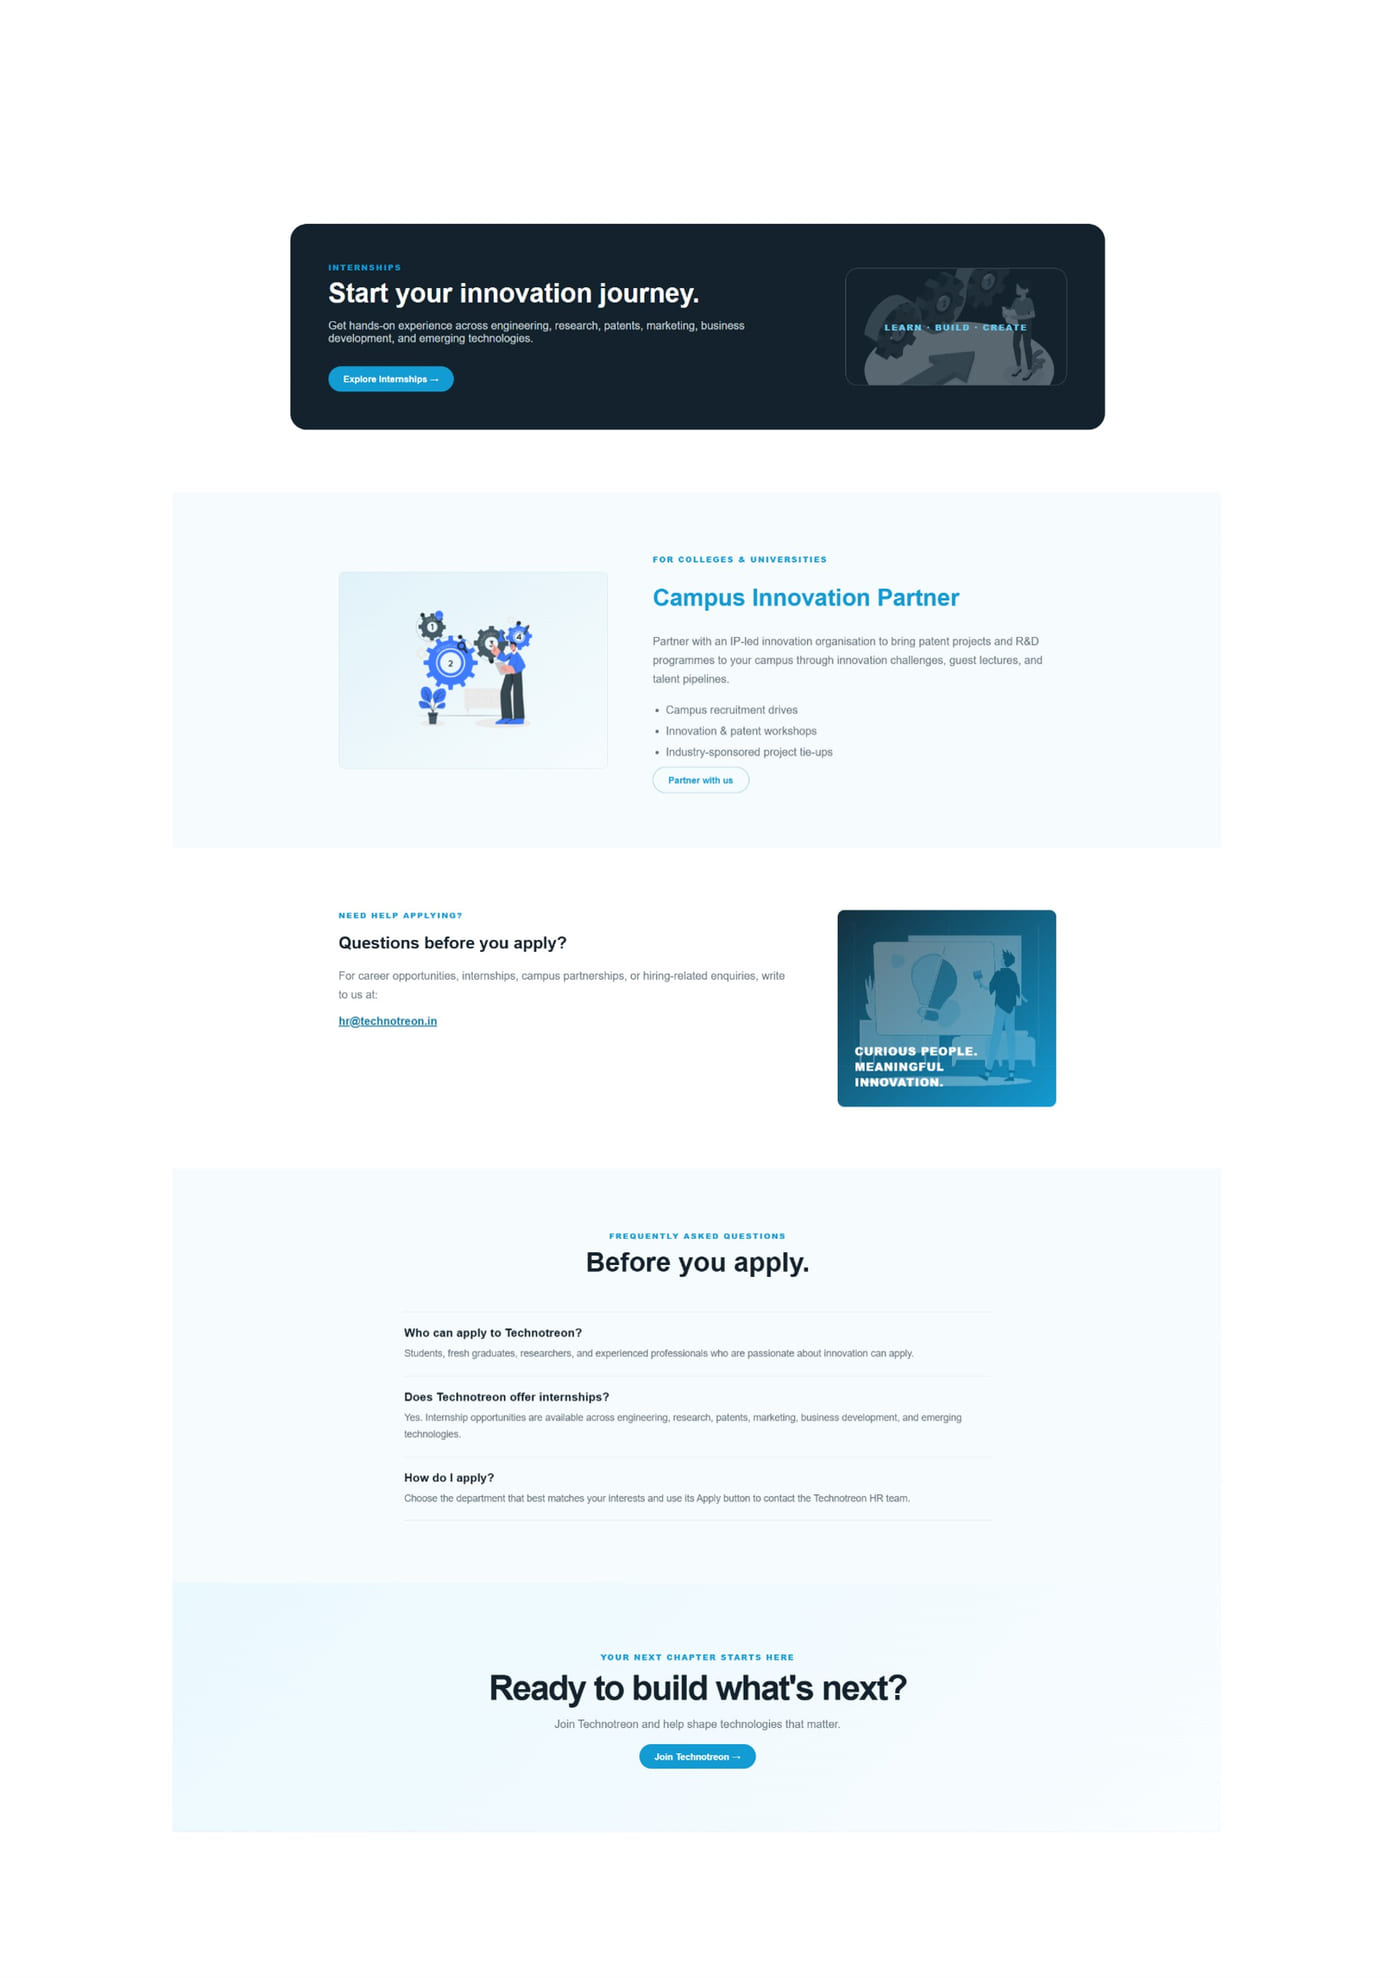 INTERNSHIPS
Start your innovation journey.
Get hands-on experience across engineering, research, patents, marketing, business
development, and emerging technologies.
Explore Internships →
LEARN · BUILD · CREATE
FOR COLLEGES & UNIVERSITIES
Campus Innovation Partner
Partner with an IP-led innovation organisation to bring patent projects and R&D
programmes to your campus through innovation challenges, guest lectures, and
talent pipelines.
• Campus recruitment drives
• Innovation & patent workshops
• Industry-sponsored project tie-ups
Partner with us
1
2
3
4
NEED HELP APPLYING?
Questions before you apply?
For career opportunities, internships, campus partnerships, or hiring-related enquiries, write
to us at:
hr@technotreon.in
CURIOUS PEOPLE.
MEANINGFUL
INNOVATION.
FREQUENTLY ASKED QUESTIONS
Before you apply.
Who can apply to Technotreon?
Students, fresh graduates, researchers, and experienced professionals who are passionate about innovation can apply.
Does Technotreon offer internships?
Yes. Internship opportunities are available across engineering, research, patents, marketing, business development, and emerging
technologies.
How do I apply?
Choose the department that best matches your interests and use its Apply button to contact the Technotreon HR team.
YOUR NEXT CHAPTER STARTS HERE
Ready to build what's next?
Join Technotreon and help shape technologies that matter.
Join Technotreon →